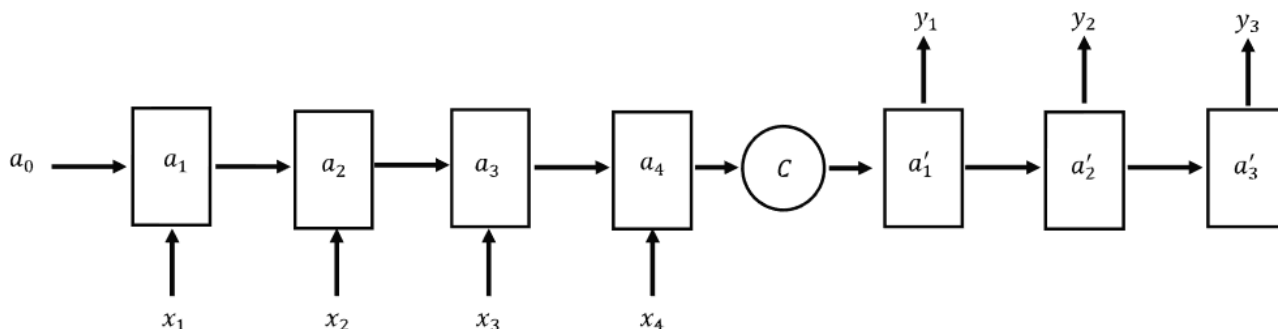 y₁ y₂ y₃
a₀ a₁ a₂ a₃ a₄ C a′₁ a′₂ a′₃
x₁ x₂ x₃ x₄